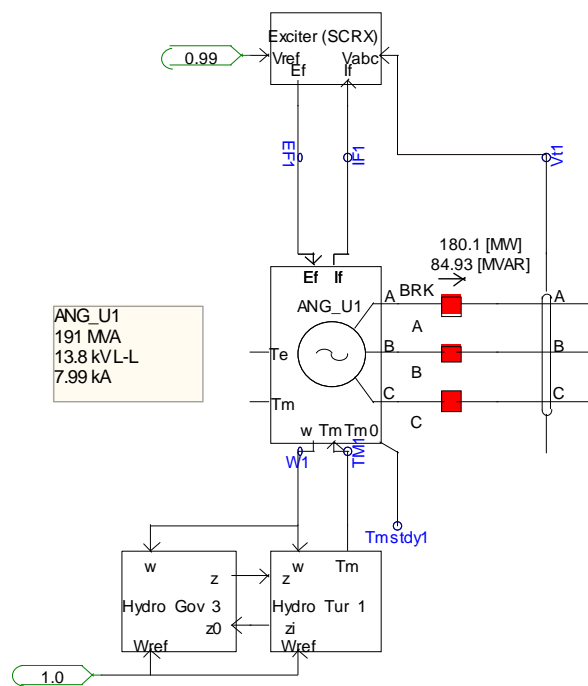 Exciter (SCRX)
0.99
Vref
Vabc
Ef
If
EF1
IF1
Vt1
180.1 [MW]
84.93 [MVAR]
Ef
If
A
BRK
A
ANG_U1
A
ANG_U1
191 MVA
13.8 kV L-L
7.99 kA
Te
B
B
B
Tm
C
C
C
w
Tm
Tm0
W1
TM1
Tmstdy1
w
w
Tm
z
z
Hydro Gov 3
Hydro Tur 1
z0
zi
Wref
Wref
1.0